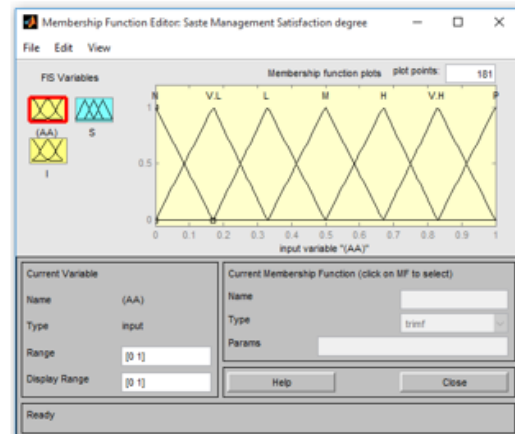 Membership Function Editor: Saste Management Satisfaction degree
File Edit View
FIS Variables
Membership function plots plot points: 181
N V.L L M H V.H P
(AA) S
I
1
0.5
0
0 0.1 0.2 0.3 0.4 0.5 0.6 0.7 0.8 0.9 1
input variable "(AA)"
Current Variable
Name (AA)
Type input
Range [0 1]
Display Range [0 1]
Current Membership Function (click on MF to select)
Name
Type trimf
Params
Help Close
Ready